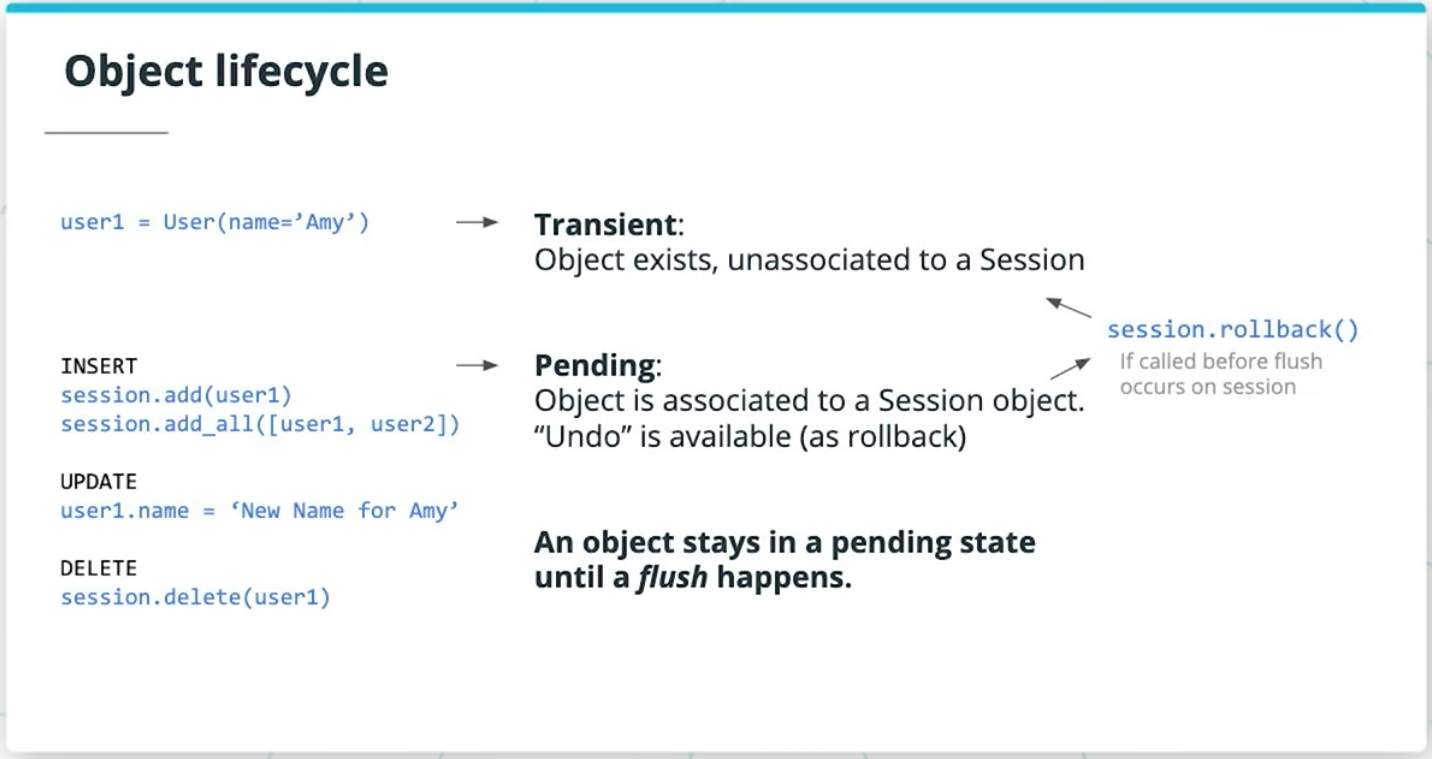 Object lifecycle
user1 = User(name=’Amy’)
Transient:
Object exists, unassociated to a Session
session.rollback()
If called before flush
occurs on session
INSERT
session.add(user1)
session.add_all([user1, user2])
Pending:
Object is associated to a Session object.
“Undo” is available (as rollback)
UPDATE
user1.name = ‘New Name for Amy’
An object stays in a pending state
until a flush happens.
DELETE
session.delete(user1)